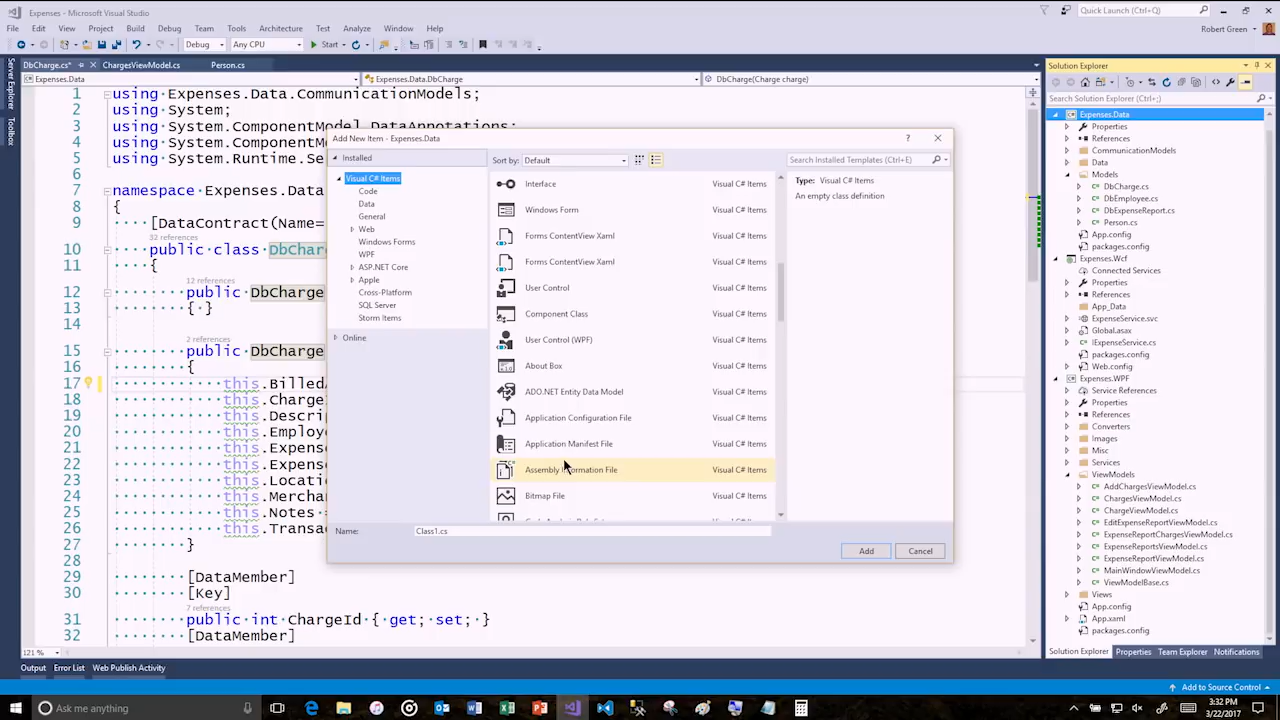 Expenses - Microsoft Visual Studio
Quick Launch (Ctrl+Q)
File Edit View Project Build Debug Team Tools Test Analyze Window Help
Robert Green
Debug Any CPU Start
DbCharge.cs* ChargesViewModel.cs Person.cs
Expenses.Data Expenses.Data.DbCharge DbCharge(Charge charge)
Server Explorer
Toolbox
1 using Expenses.Data.CommunicationModels;
2 using System;
3 using System.ComponentModel.DataAnnotations;
4 using System.
5 using System.Runtime.Se
6
7 namespace Expenses.Data
8 {
9 [DataContract(Name=
32 references
10 public class DbChar
11 {
12 references
12 public DbCharge
13 { }
14
2 references
15 public DbCharge
16 {
17 this.Billed
18 this.Charge
19 this.Descri
20 this.Employ
21 this.Expens
22 this.Expens
23 this.Locati
24 this.Mercha
25 this.Notes =
26 this.Transa
27 }
28
29 [DataMember]
30 [Key]
7 references
31 public int ChargeId { get; set; }
32 [DataMember]
121 %
Add New Item - Expenses.Data
Installed
Visual C# Items
Code
Data
General
Web
Windows Forms
WPF
ASP.NET Core
Apple
Cross-Platform
SQL Server
Storm Items
Online
Sort by: Default
Search Installed Templates (Ctrl+E)
Interface Visual C# Items
Windows Form Visual C# Items
Forms ContentView Xaml Visual C# Items
Forms ContentView Xaml Visual C# Items
User Control Visual C# Items
Component Class Visual C# Items
User Control (WPF) Visual C# Items
About Box Visual C# Items
ADO.NET Entity Data Model Visual C# Items
Application Configuration File Visual C# Items
Application Manifest File Visual C# Items
Assembly Information File Visual C# Items
Bitmap File Visual C# Items
Type: Visual C# Items
An empty class definition
Name: Class1.cs
Add Cancel
Solution Explorer
Search Solution Explorer (Ctrl+;)
Expenses.Data
Properties
References
CommunicationModels
Data
Models
DbCharge.cs
DbEmployee.cs
DbExpenseReport.cs
Person.cs
App.config
packages.config
Expenses.Wcf
Connected Services
Properties
References
App_Data
ExpenseService.svc
Global.asax
IExpenseService.cs
packages.config
Web.config
Expenses.WPF
Service References
Properties
References
Converters
Images
Misc
Services
ViewModels
AddChargesViewModel.cs
ChargesViewModel.cs
EditExpenseReportViewModel.cs
ExpenseReportChargesViewModel.cs
ExpenseReportsViewModel.cs
ExpenseReportViewModel.cs
MainWindowViewModel.cs
ViewModelBase.cs
Views
App.config
App.xaml
packages.config
Solution Explorer Properties Team Explorer Notifications
Output Error List Web Publish Activity
Add to Source Control
Ask me anything
3:32 PM
3/22/2017